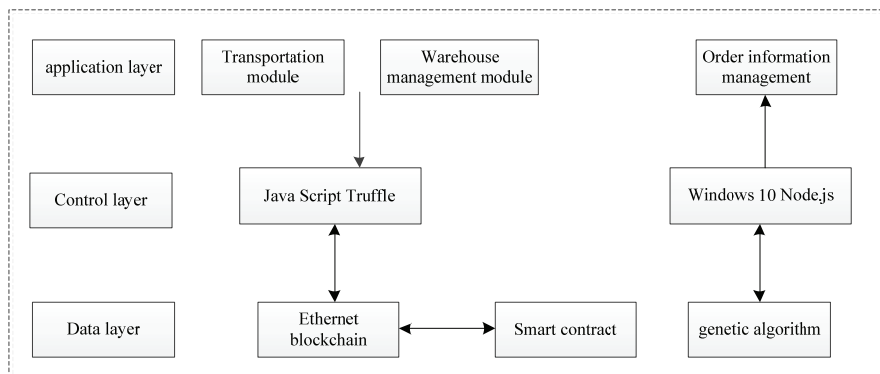 application layer
Transportation
module
Warehouse
management module
Order information
management
Control layer
Java Script Truffle
Windows 10 Node.js
Data layer
Ethernet
blockchain
Smart contract
genetic algorithm